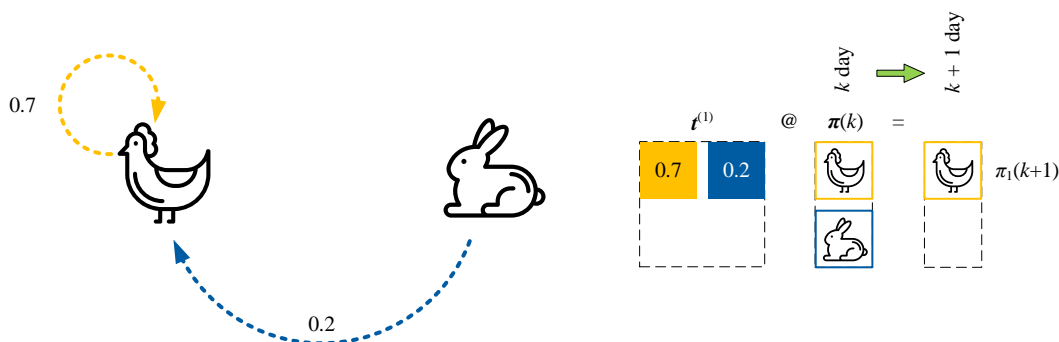 0.7
0.2
k day
k + 1 day
t(1) @ π(k) =
0.7 0.2
π1(k+1)